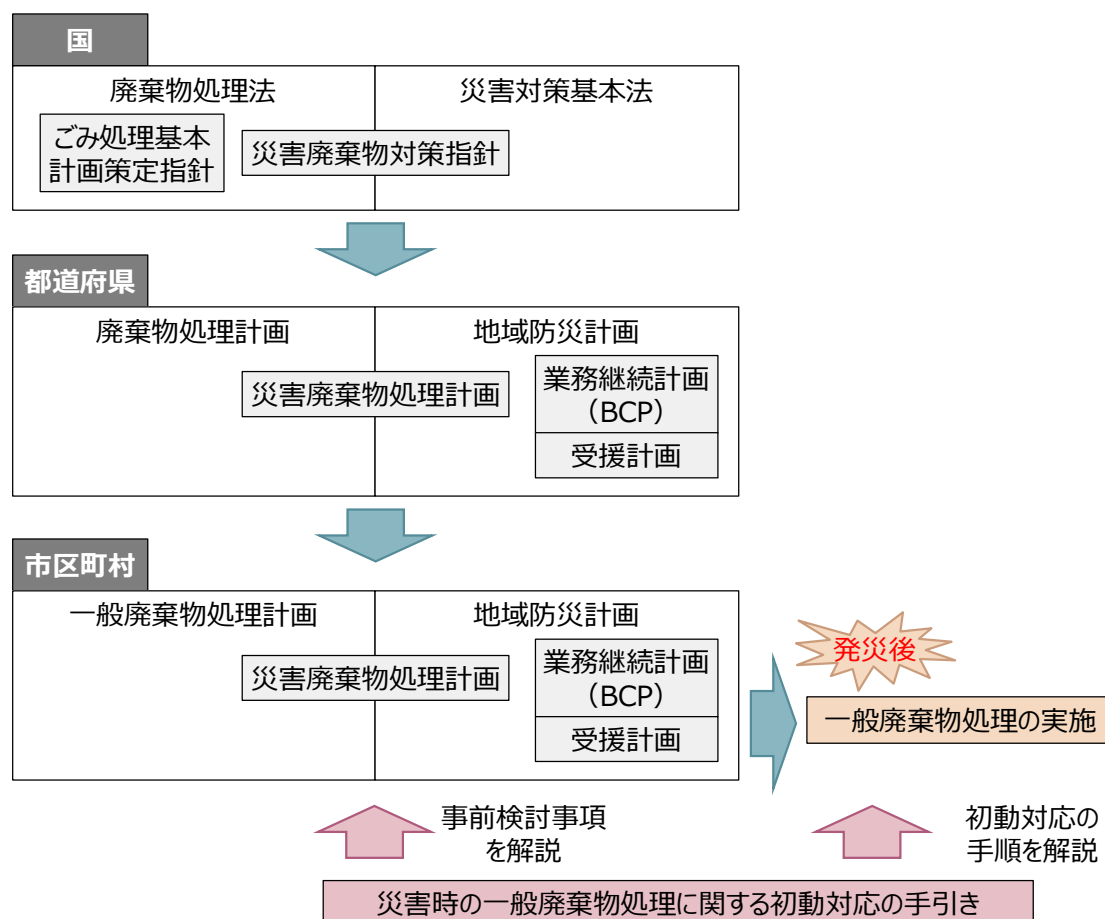 国
廃棄物処理法
災害対策基本法
ごみ処理基本
計画策定指針
災害廃棄物対策指針
都道府県
廃棄物処理計画
地域防災計画
災害廃棄物処理計画
業務継続計画
（BCP）
受援計画
市区町村
一般廃棄物処理計画
地域防災計画
災害廃棄物処理計画
業務継続計画
（BCP）
受援計画
発災後
一般廃棄物処理の実施
事前検討事項
を解説
初動対応の
手順を解説
災害時の一般廃棄物処理に関する初動対応の手引き